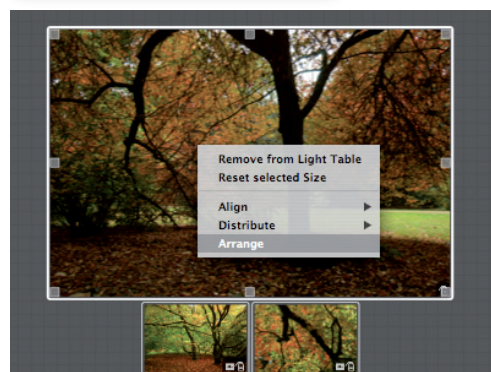 Remove from Light Table
Reset selected Size
Align
Distribute
Arrange